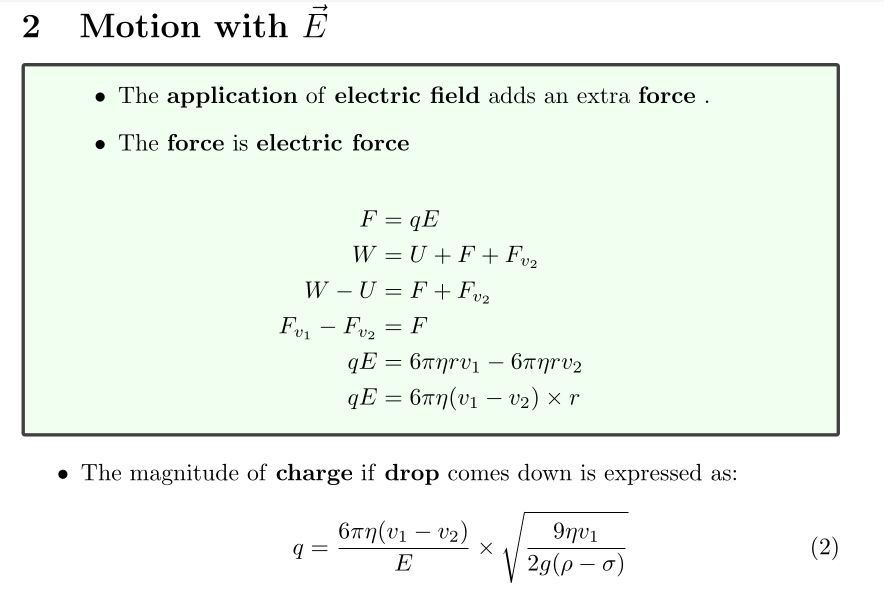 2 Motion with $\vec{E}$
• The application of electric field adds an extra force .
• The force is electric force
$F = qE$
$W = U + F + F_{v_2}$
$W - U = F + F_{v_2}$
$F_{v_1} - F_{v_2} = F$
$qE = 6\pi\eta r v_1 - 6\pi\eta r v_2$
$qE = 6\pi\eta(v_1 - v_2) \times r$
• The magnitude of charge if drop comes down is expressed as:
$q = \frac{6\pi\eta(v_1 - v_2)}{E} \times \sqrt{\frac{9\eta v_1}{2g(\rho - \sigma)}}$ (2)